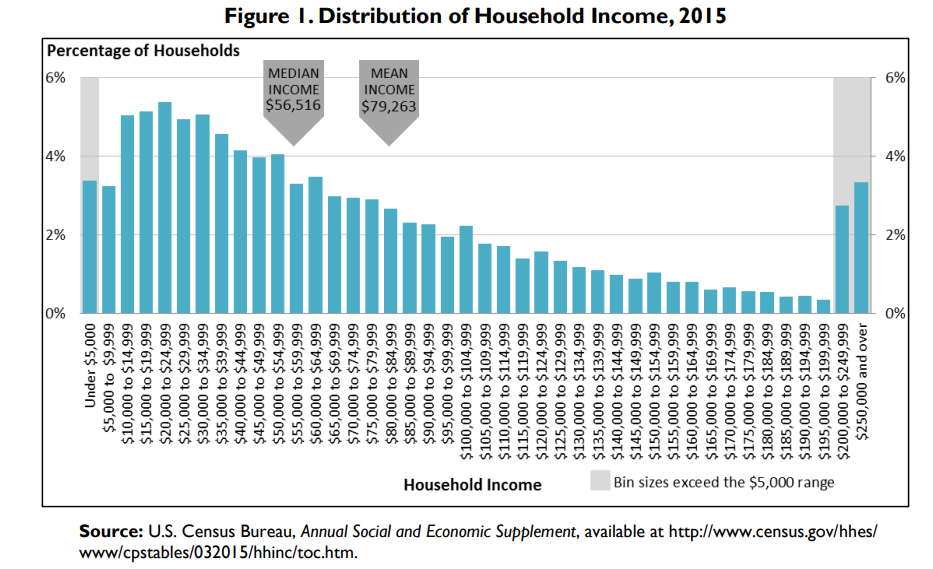 Figure 1. Distribution of Household Income, 2015
Percentage of Households
MEDIAN
INCOME
$56,516
MEAN
INCOME
$79,263
6%
6%
4%
4%
2%
2%
0%
0%
Under $5,000
$5,000 to $9,999
$10,000 to $14,999
$15,000 to $19,999
$20,000 to $24,999
$25,000 to $29,999
$30,000 to $34,999
$35,000 to $39,999
$40,000 to $44,999
$45,000 to $49,999
$50,000 to $54,999
$55,000 to $59,999
$60,000 to $64,999
$65,000 to $69,999
$70,000 to $74,999
$75,000 to $79,999
$80,000 to $84,999
$85,000 to $89,999
$90,000 to $94,999
$95,000 to $99,999
$100,000 to $104,999
$105,000 to $109,999
$110,000 to $114,999
$115,000 to $119,999
$120,000 to $124,999
$125,000 to $129,999
$130,000 to $134,999
$135,000 to $139,999
$140,000 to $144,999
$145,000 to $149,999
$150,000 to $154,999
$155,000 to $159,999
$160,000 to $164,999
$165,000 to $169,999
$170,000 to $174,999
$175,000 to $179,999
$180,000 to $184,999
$185,000 to $189,999
$190,000 to $194,999
$195,000 to $199,999
$200,000 to $249,999
$250,000 and over
Household Income
Bin sizes exceed the $5,000 range
Source: U.S. Census Bureau, Annual Social and Economic Supplement, available at http://www.census.gov/hhes/
www/cpstables/032015/hhinc/toc.htm.